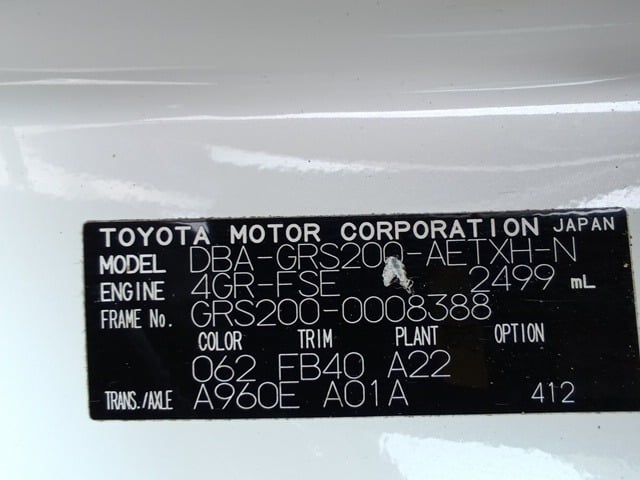 TOYOTA MOTOR CORPORATION JAPAN
MODEL DBA-GRS200-AETXH-N
ENGINE 4GR-FSE 2499 mL
FRAME No. GRS200-0008388
COLOR TRIM PLANT OPTION
062 FB40 A22
TRANS./AXLE A960E A01A 412